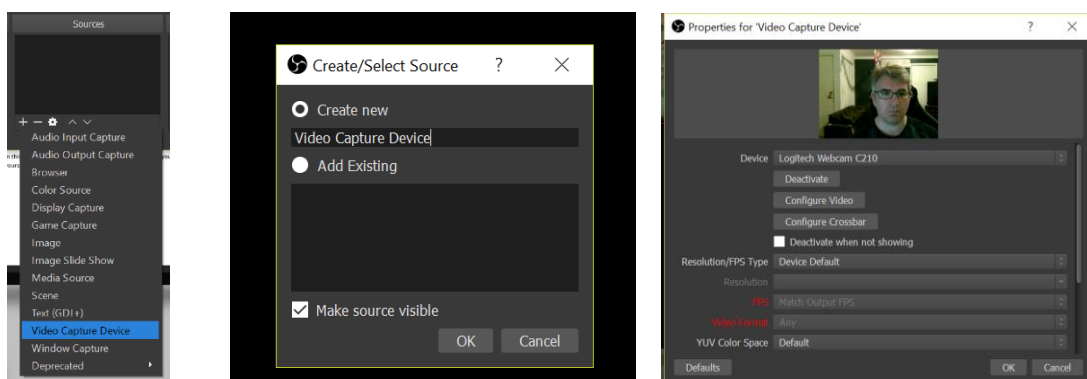 Sources
Audio Input Capture
Audio Output Capture
Browser
Color Source
Display Capture
Game Capture
Image
Image Slide Show
Media Source
Scene
Text (GDI+)
Video Capture Device
Window Capture
Deprecated
Create/Select Source ?
Create new
Video Capture Device
Add Existing
Make source visible
OK Cancel
Properties for 'Video Capture Device' ?
Device Logitech Webcam C210
Deactivate
Configure Video
Configure Crossbar
Deactivate when not showing
Resolution/FPS Type Device Default
Resolution
FPS Match Output FPS
Video Format Any
YUV Color Space Default
Defaults OK Cancel